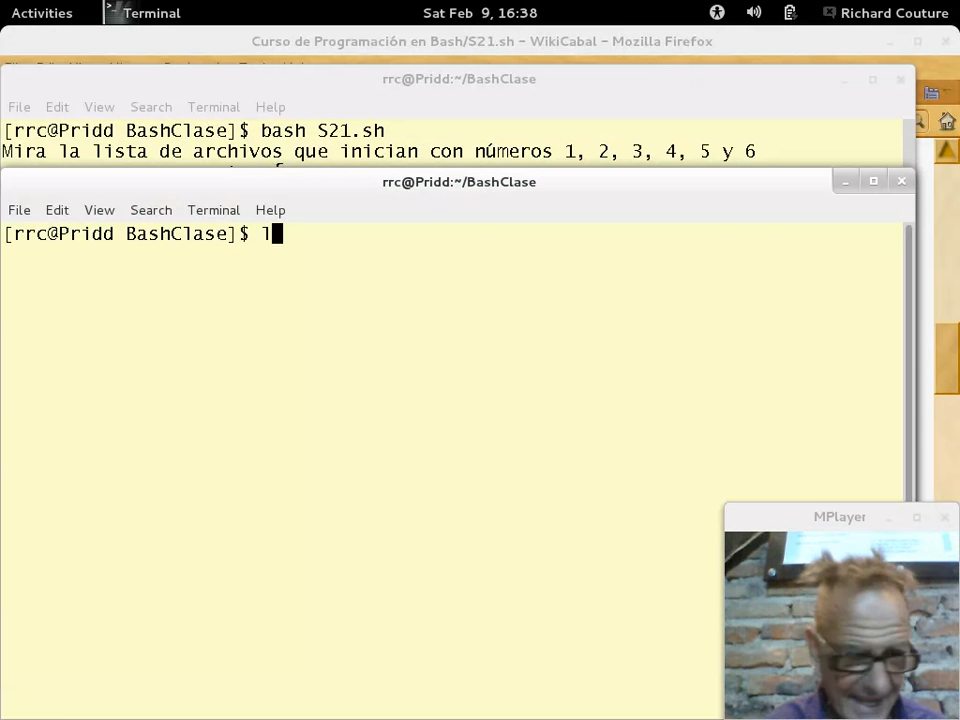 Activities Terminal Sat Feb 9, 16:38 Richard Couture
Curso de Programación en Bash/S21.sh - WikiCabal - Mozilla Firefox
rrc@Pridd:~/BashClase
File Edit View Search Terminal Help
[rrc@Pridd BashClase]$ bash S21.sh
Mira la lista de archivos que inician con números 1, 2, 3, 4, 5 y 6
rrc@Pridd:~/BashClase
File Edit View Search Terminal Help
[rrc@Pridd BashClase]$ l
MPlayer